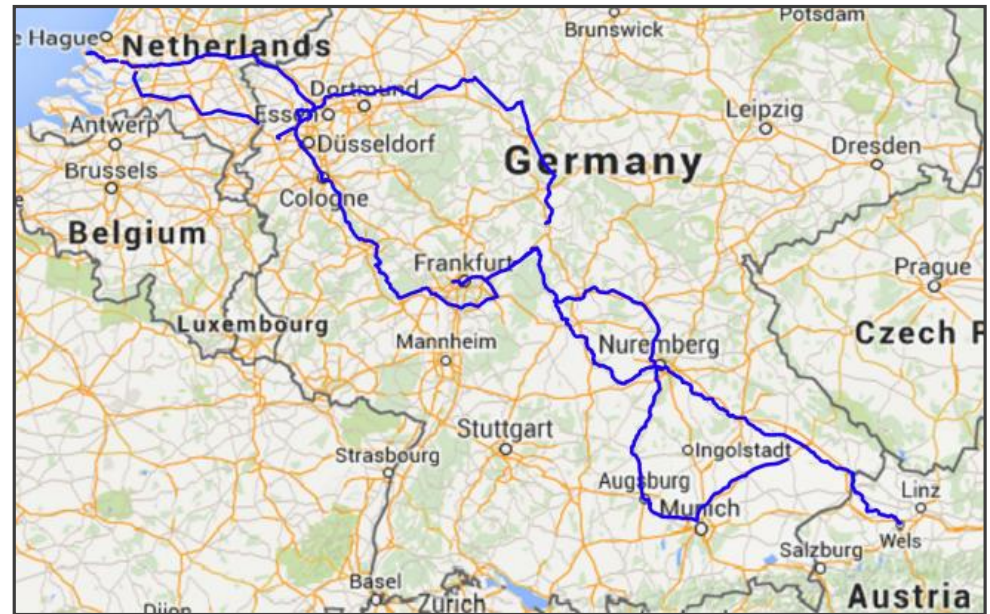 Potsdam
Brunswick
e Hague
Netherlands
Dortmund
Essen
Leipzig
Antwerp
Düsseldorf
Dresden
Germany
Brussels
Cologne
Belgium
Frankfurt
Prague
Luxembourg
Mannheim
Czech
Nuremberg
Stuttgart
Strasbourg
Ingolstadt
Augsburg
Linz
Munich
Wels
Salzburg
Basel
Zurich
Austria
Dijon